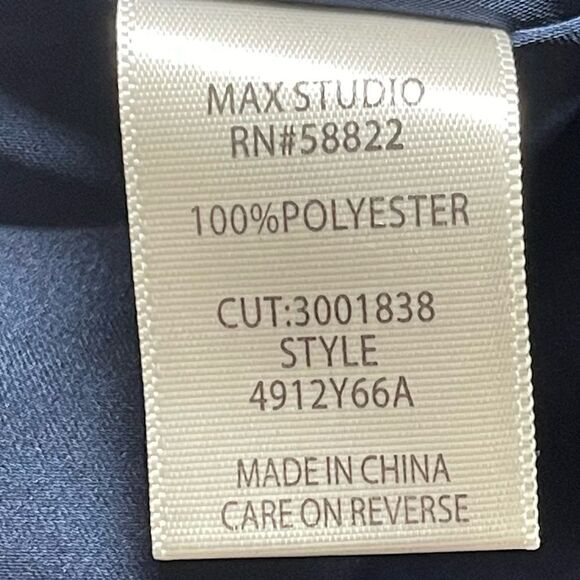 MAX STUDIO
RN#58822
100%POLYESTER
CUT:3001838
STYLE
4912Y66A
MADE IN CHINA
CARE ON REVERSE